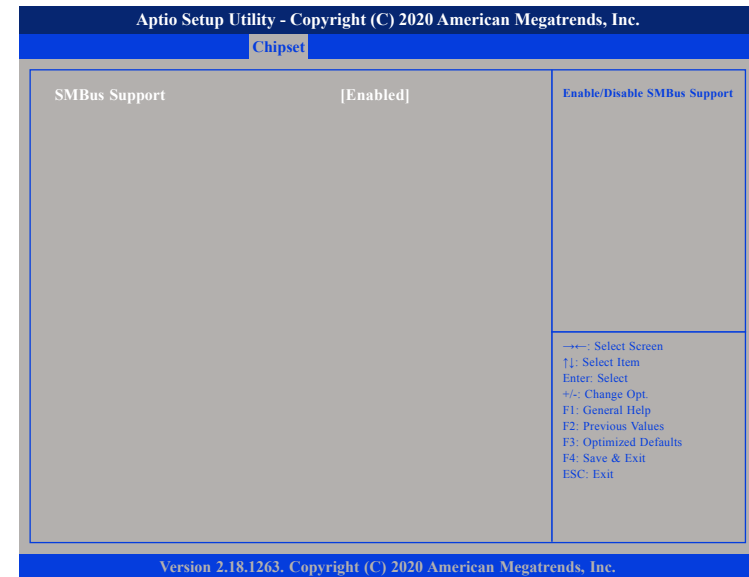 Aptio Setup Utility - Copyright (C) 2020 American Megatrends, Inc.
Chipset
SMBus Support [Enabled]
Enable/Disable SMBus Support
→←: Select Screen
↑↓: Select Item
Enter: Select
+/-: Change Opt.
F1: General Help
F2: Previous Values
F3: Optimized Defaults
F4: Save & Exit
ESC: Exit
Version 2.18.1263. Copyright (C) 2020 American Megatrends, Inc.